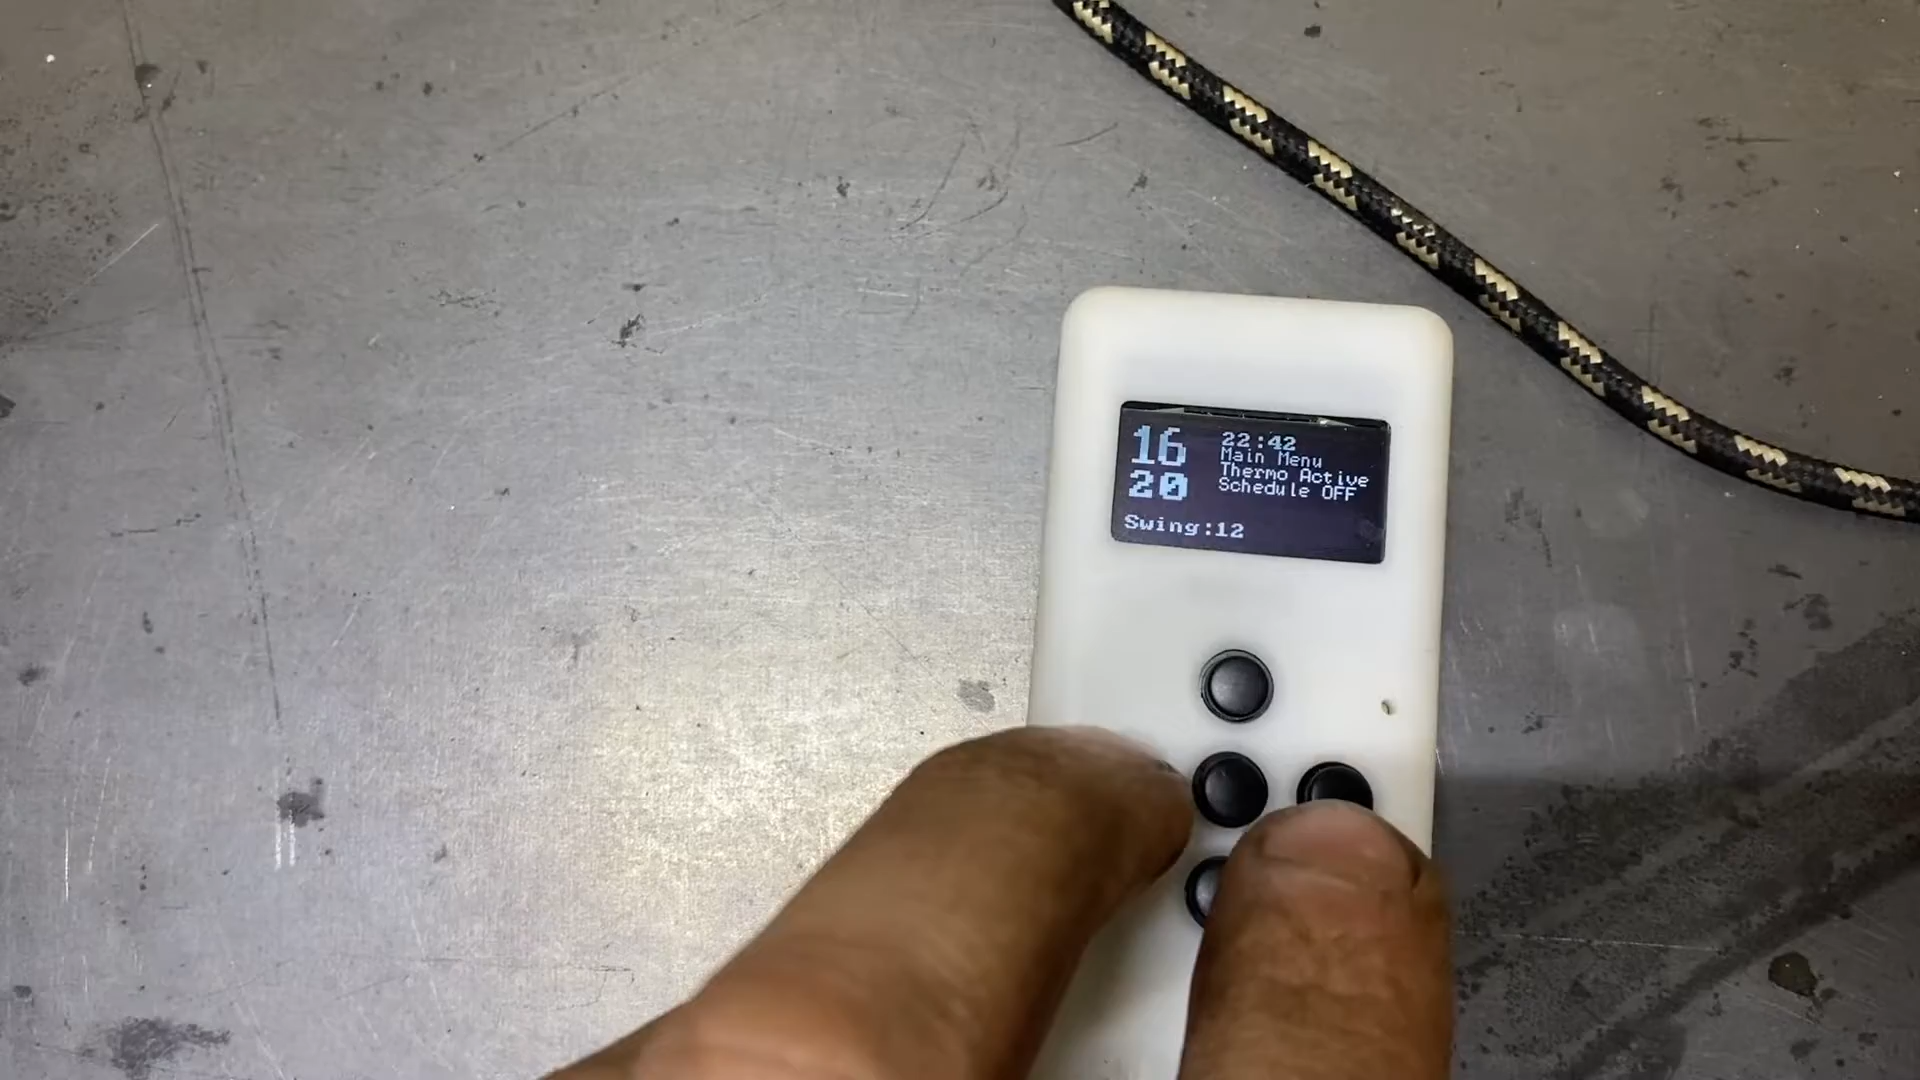 16
20
22:42
Main Menu
Thermo Active
Schedule OFF
Swing:12